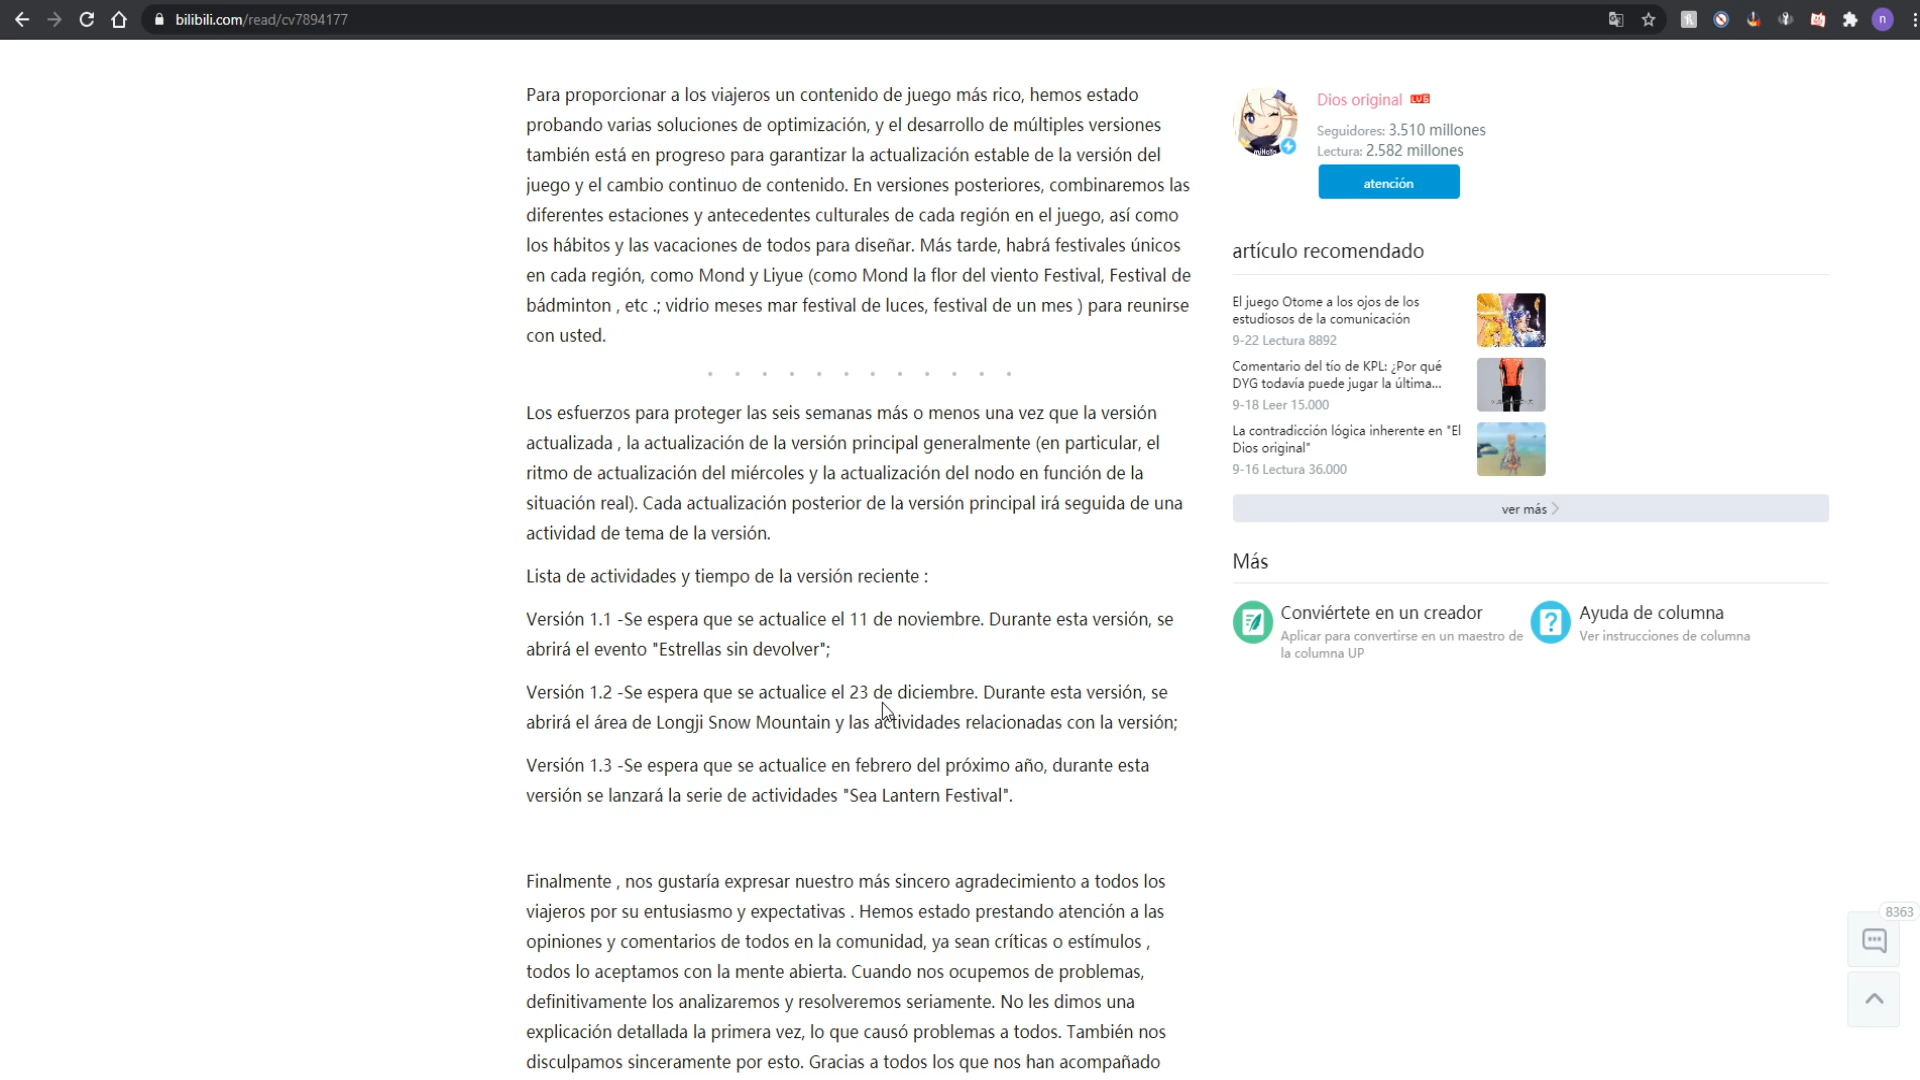 bilibili.com/read/cv7894177
n
Para proporcionar a los viajeros un contenido de juego más rico, hemos estado
probando varias soluciones de optimización, y el desarrollo de múltiples versiones
también está en progreso para garantizar la actualización estable de la versión del
juego y el cambio continuo de contenido. En versiones posteriores, combinaremos las
diferentes estaciones y antecedentes culturales de cada región en el juego, así como
los hábitos y las vacaciones de todos para diseñar. Más tarde, habrá festivales únicos
en cada región, como Mond y Liyue (como Mond la flor del viento Festival, Festival de
bádminton , etc .; vidrio meses mar festival de luces, festival de un mes ) para reunirse
con usted.
Los esfuerzos para proteger las seis semanas más o menos una vez que la versión
actualizada , la actualización de la versión principal generalmente (en particular, el
ritmo de actualización del miércoles y la actualización del nodo en función de la
situación real). Cada actualización posterior de la versión principal irá seguida de una
actividad de tema de la versión.
Lista de actividades y tiempo de la versión reciente :
Versión 1.1 -Se espera que se actualice el 11 de noviembre. Durante esta versión, se
abrirá el evento "Estrellas sin devolver";
Versión 1.2 -Se espera que se actualice el 23 de diciembre. Durante esta versión, se
abrirá el área de Longji Snow Mountain y las actividades relacionadas con la versión;
Versión 1.3 -Se espera que se actualice en febrero del próximo año, durante esta
versión se lanzará la serie de actividades "Sea Lantern Festival".
Finalmente , nos gustaría expresar nuestro más sincero agradecimiento a todos los
viajeros por su entusiasmo y expectativas . Hemos estado prestando atención a las
opiniones y comentarios de todos en la comunidad, ya sean críticas o estímulos ,
todos lo aceptamos con la mente abierta. Cuando nos ocupemos de problemas,
definitivamente los analizaremos y resolveremos seriamente. No les dimos una
explicación detallada la primera vez, lo que causó problemas a todos. También nos
disculpamos sinceramente por esto. Gracias a todos los que nos han acompañado
Dios original LV6
Seguidores: 3.510 millones
Lectura: 2.582 millones
atención
artículo recomendado
El juego Otome a los ojos de los
estudiosos de la comunicación
9-22 Lectura 8892
Comentario del tío de KPL: ¿Por qué
DYG todavía puede jugar la última...
9-18 Leer 15.000
La contradicción lógica inherente en "El
Dios original"
9-16 Lectura 36.000
ver más
Más
Conviértete en un creador
Aplicar para convertirse en un maestro de
la columna UP
Ayuda de columna
Ver instrucciones de columna
8363